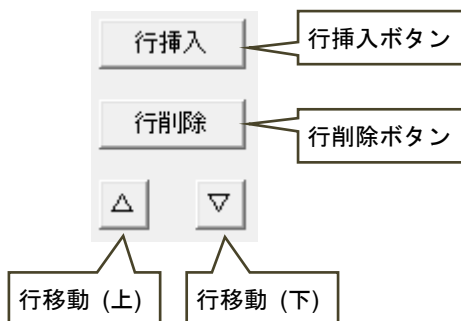 行挿入
行挿入ボタン
行削除
行削除ボタン
△
▽
行移動 (上)
行移動 (下)